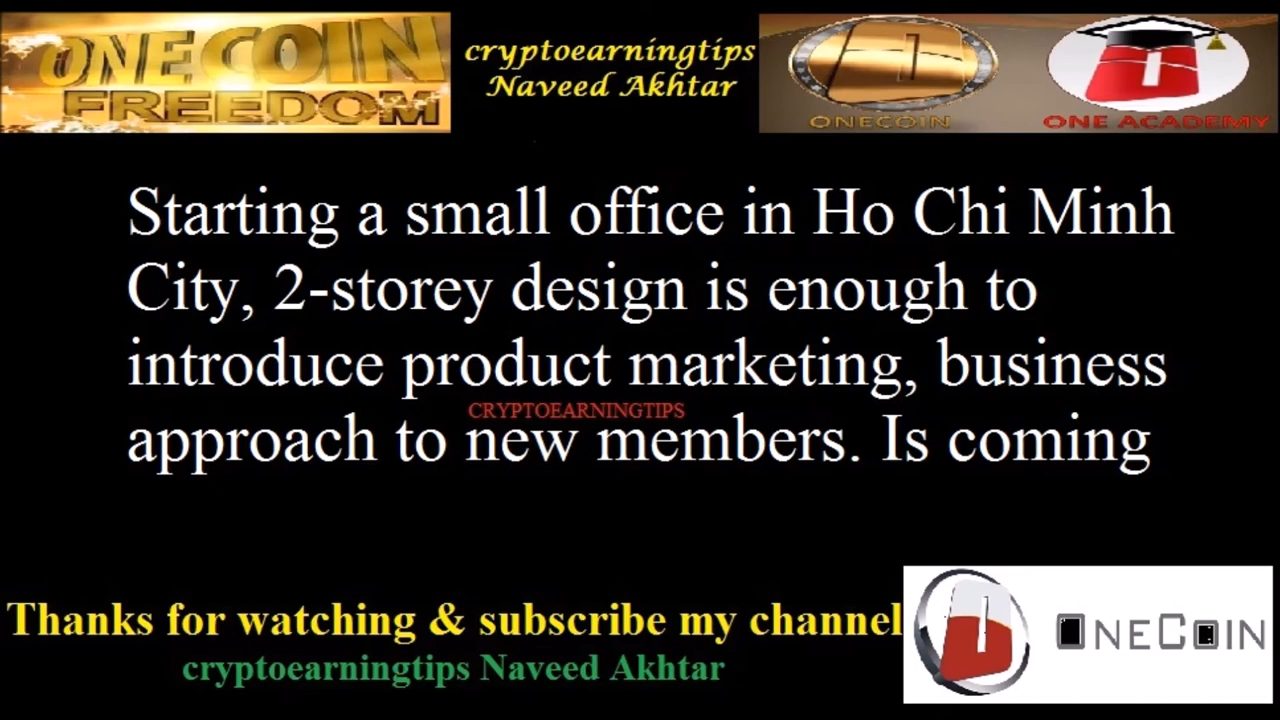 ONE COIN
FREEDOM
cryptoearningtips
Naveed Akhtar
ONECOIN
ONE ACADEMY
Starting a small office in Ho Chi Minh
City, 2-storey design is enough to
introduce product marketing, business
CRYPTOEARNINGTIPS
approach to new members. Is coming
Thanks for watching & subscribe my channel
cryptoearningtips Naveed Akhtar
ONECOIN